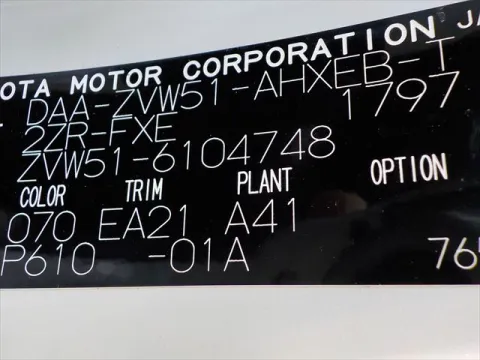 OTA MOTOR CORPORATION JA
DAA-ZVW51-AHXEB-T
2ZR-FXE 1797
ZVW51-6104748
COLOR TRIM PLANT OPTION
070 EA21 A41
P610 -01A 765